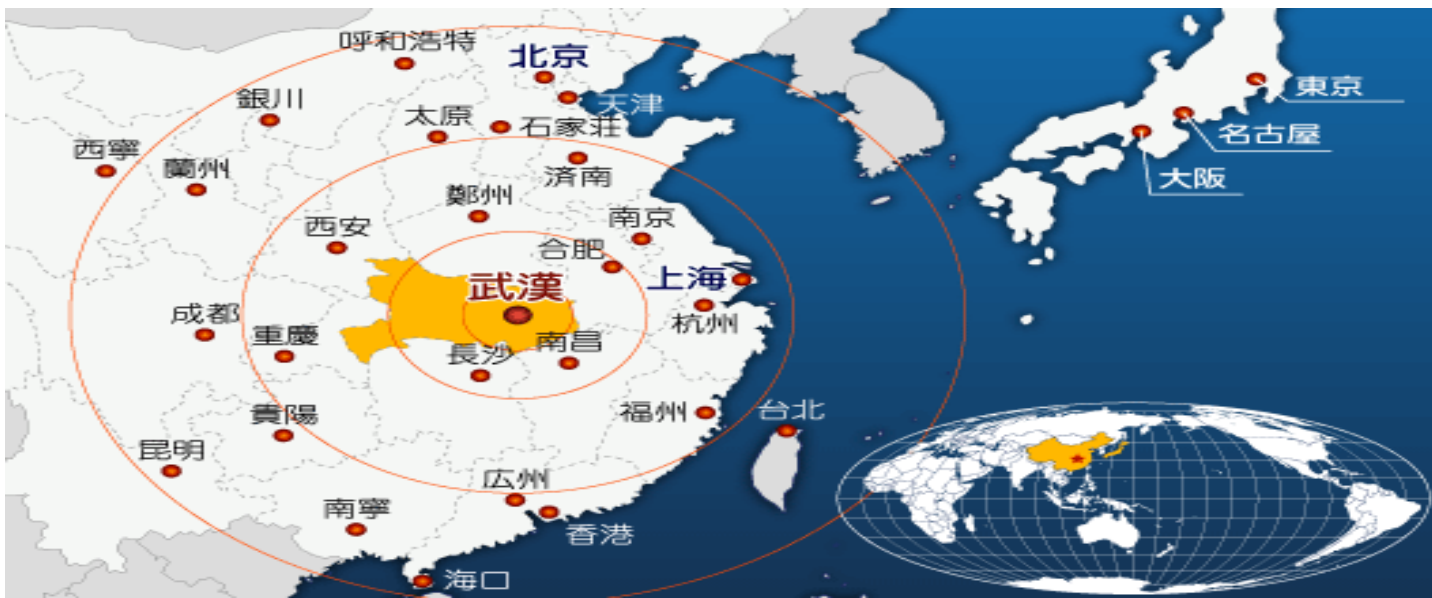 呼和浩特
北京
天津
銀川
太原
石家荘
西寧
蘭州
済南
鄭州
西安
南京
合肥
武漢
上海
杭州
成都
重慶
長沙
南昌
貴陽
福州
台北
昆明
広州
南寧
香港
海口
東京
名古屋
大阪